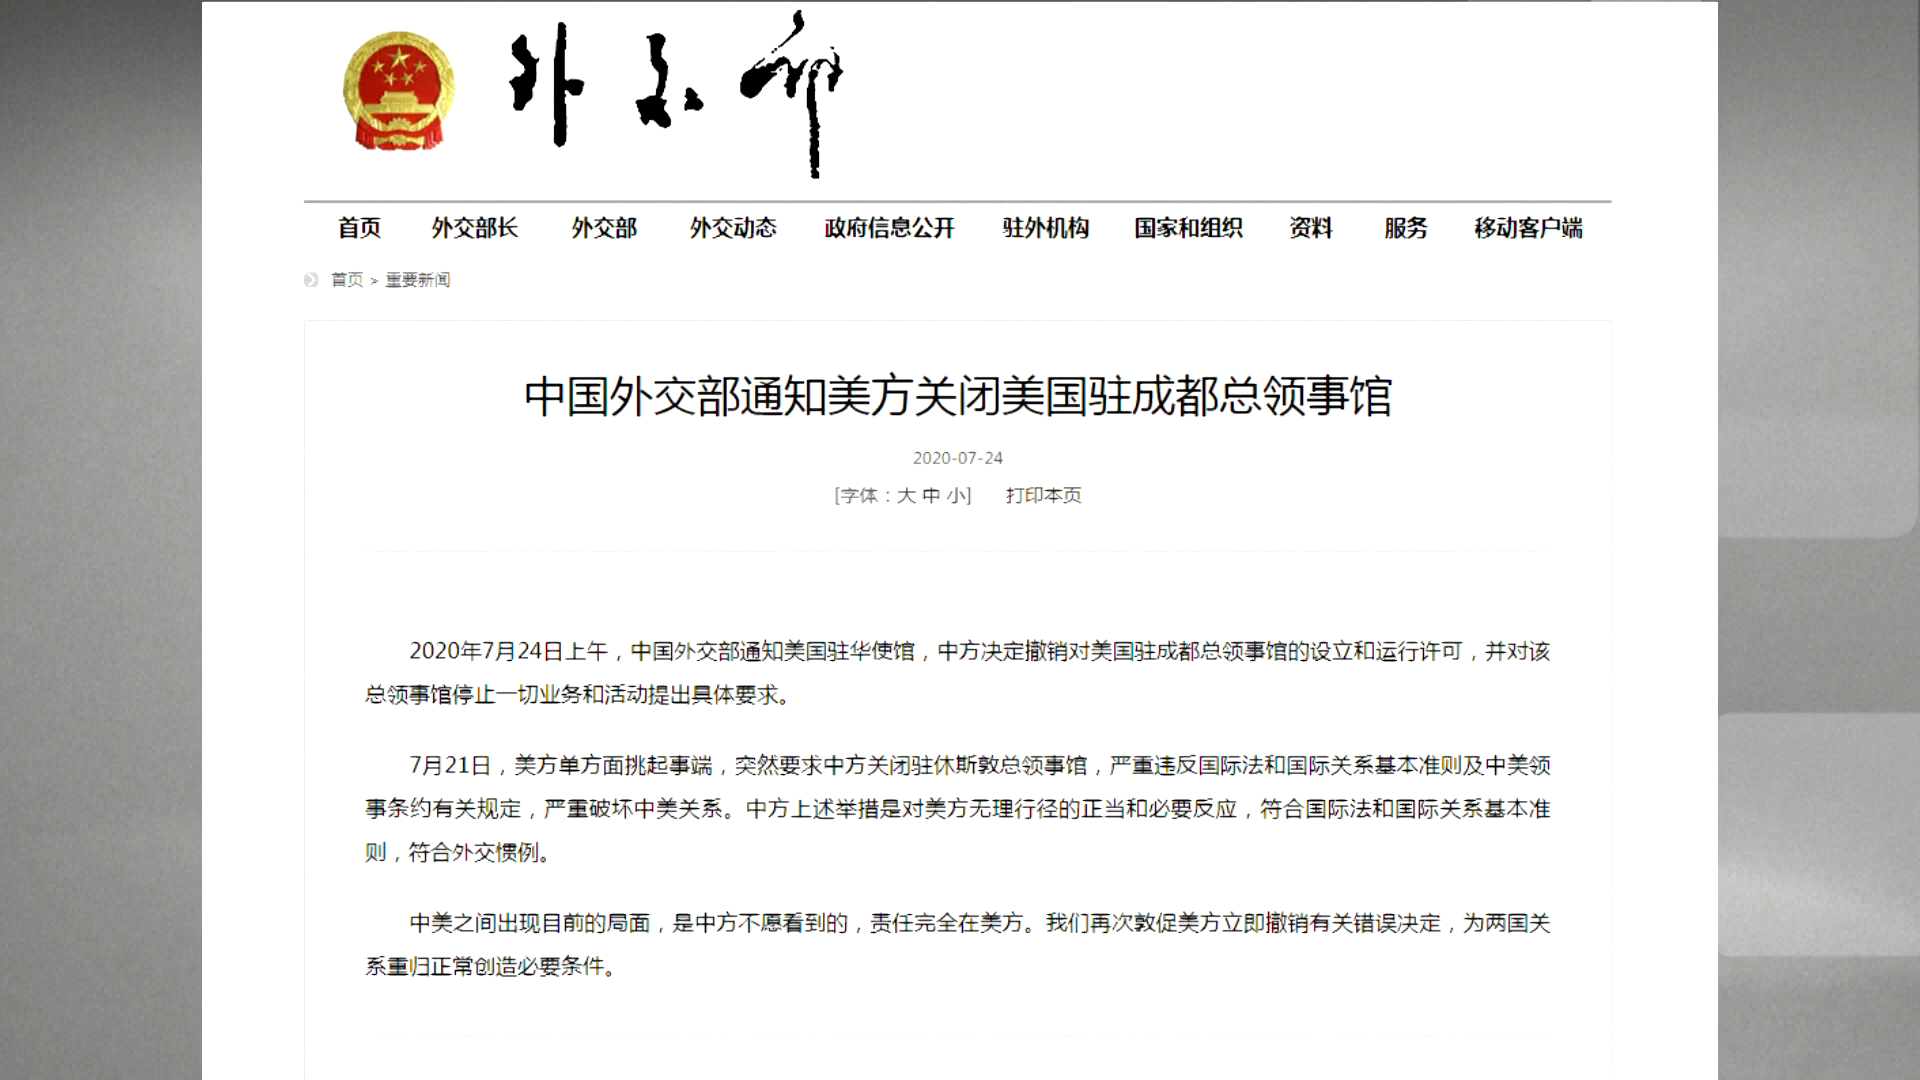 外交部
首页 外交部长 外交部 外交动态 政府信息公开 驻外机构 国家和组织 资料 服务 移动客户端
首页 > 重要新闻
中国外交部通知美方关闭美国驻成都总领事馆
2020-07-24
[字体：大 中 小] 打印本页
2020年7月24日上午，中国外交部通知美国驻华使馆，中方决定撤销对美国驻成都总领事馆的设立和运行许可，并对该
总领事馆停止一切业务和活动提出具体要求。
7月21日，美方单方面挑起事端，突然要求中方关闭驻休斯敦总领事馆，严重违反国际法和国际关系基本准则及中美领
事条约有关规定，严重破坏中美关系。中方上述举措是对美方无理行径的正当和必要反应，符合国际法和国际关系基本准
则，符合外交惯例。
中美之间出现目前的局面，是中方不愿看到的，责任完全在美方。我们再次敦促美方立即撤销有关错误决定，为两国关
系重归正常创造必要条件。